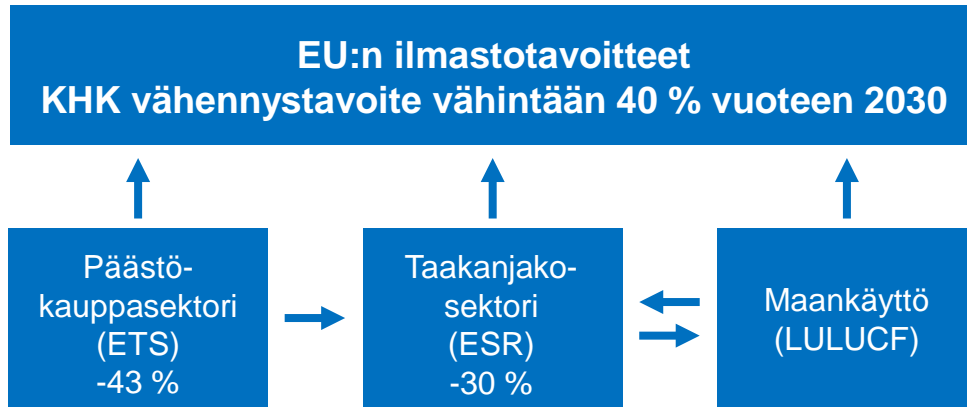 EU:n ilmastotavoitteet
KHK vähennystavoite vähintään 40 % vuoteen 2030
Päästö-
kauppasektori
(ETS)
-43 %
Taakanjako-
sektori
(ESR)
-30 %
Maankäyttö
(LULUCF)